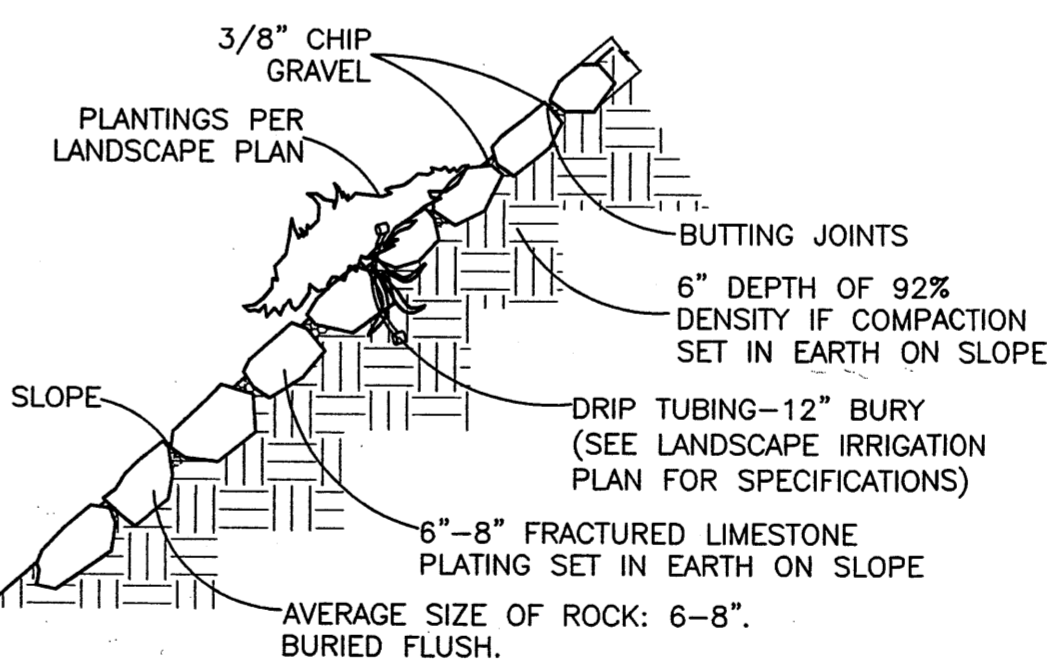 3/8" CHIP
GRAVEL
PLANTINGS PER
LANDSCAPE PLAN
BUTTING JOINTS
6" DEPTH OF 92%
DENSITY IF COMPACTION
SET IN EARTH ON SLOPE
SLOPE
DRIP TUBING-12" BURY
(SEE LANDSCAPE IRRIGATION
PLAN FOR SPECIFICATIONS)
6"-8" FRACTURED LIMESTONE
PLATING SET IN EARTH ON SLOPE
AVERAGE SIZE OF ROCK: 6-8".
BURIED FLUSH.